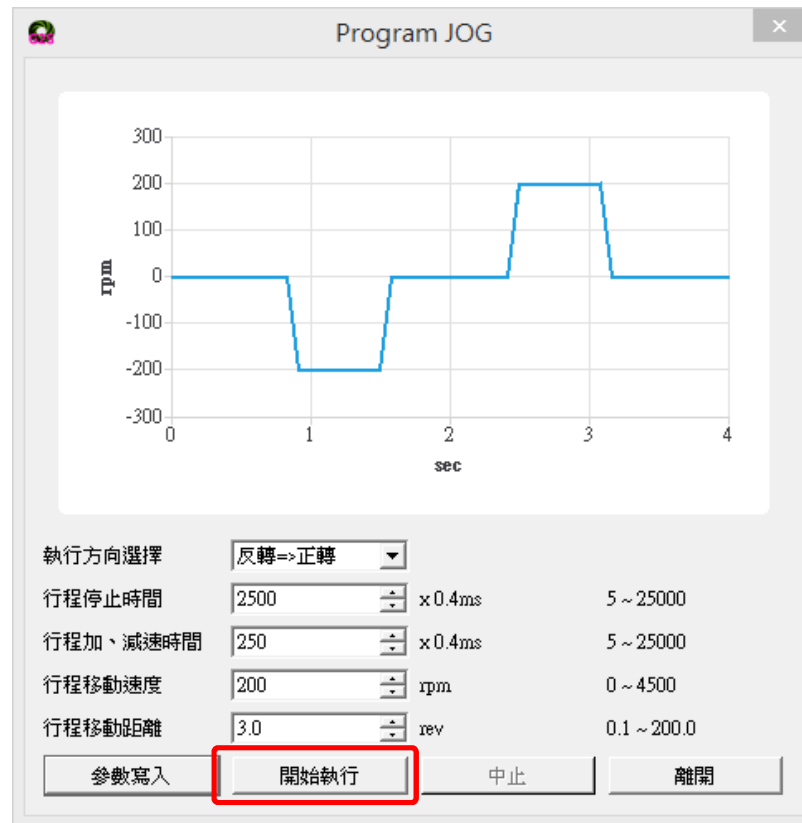 Program JOG
300
200
100
0
-100
-200
-300
rpm
0 1 2 3 4
sec
執行方向選擇 反轉=>正轉
行程停止時間 2500 x 0.4ms 5 ~ 25000
行程加、減速時間 250 x 0.4ms 5 ~ 25000
行程移動速度 200 rpm 0 ~ 4500
行程移動距離 3.0 rev 0.1 ~ 200.0
參數寫入 開始執行 中止 離開